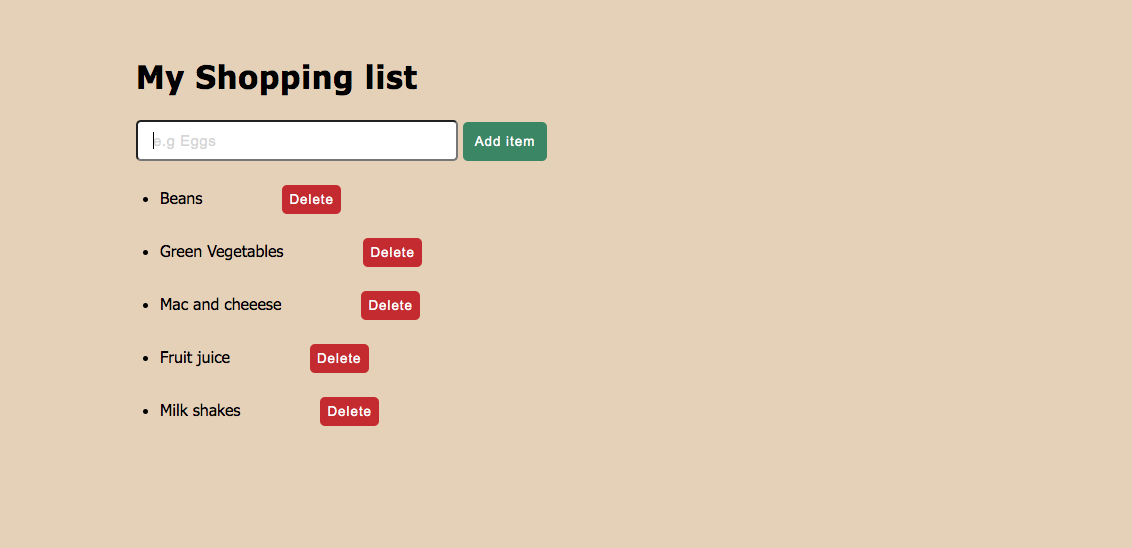 My Shopping list
e.g Eggs Add item
Beans Delete
Green Vegetables Delete
Mac and cheeese Delete
Fruit juice Delete
Milk shakes Delete